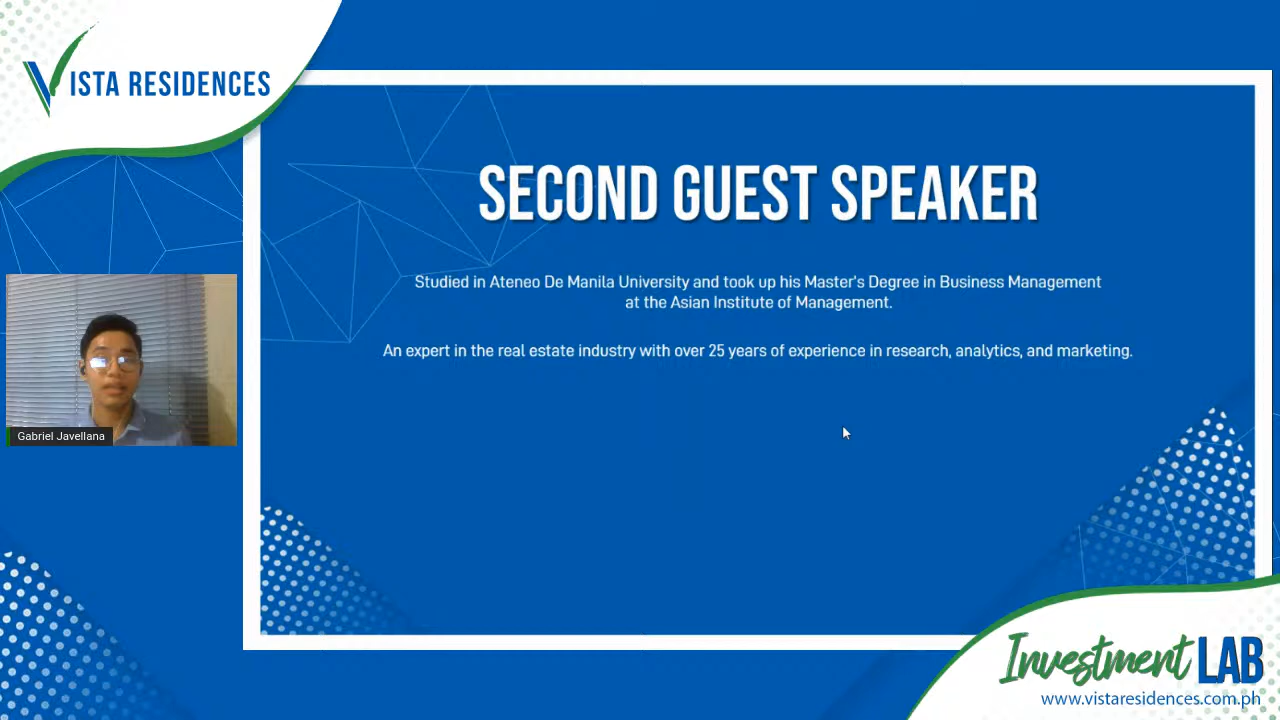 VISTA RESIDENCES
SECOND GUEST SPEAKER
Studied in Ateneo De Manila University and took up his Master's Degree in Business Management
at the Asian Institute of Management.
An expert in the real estate industry with over 25 years of experience in research, analytics, and marketing.
Gabriel Javellana
Investment LAB
www.vistaresidences.com.ph